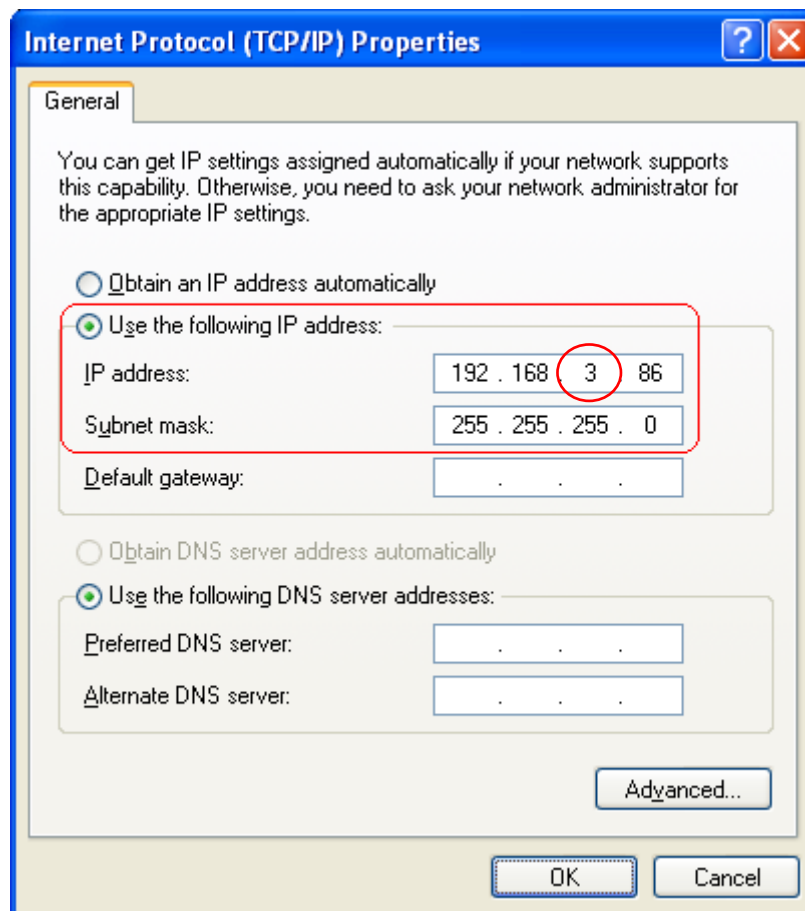 Internet Protocol (TCP/IP) Properties
General
You can get IP settings assigned automatically if your network supports
this capability. Otherwise, you need to ask your network administrator for
the appropriate IP settings.
Obtain an IP address automatically
Use the following IP address:
IP address: 192 . 168 . 3 . 86
Subnet mask: 255 . 255 . 255 . 0
Default gateway: . . .
Obtain DNS server address automatically
Use the following DNS server addresses:
Preferred DNS server: . . .
Alternate DNS server: . . .
Advanced...
OK Cancel